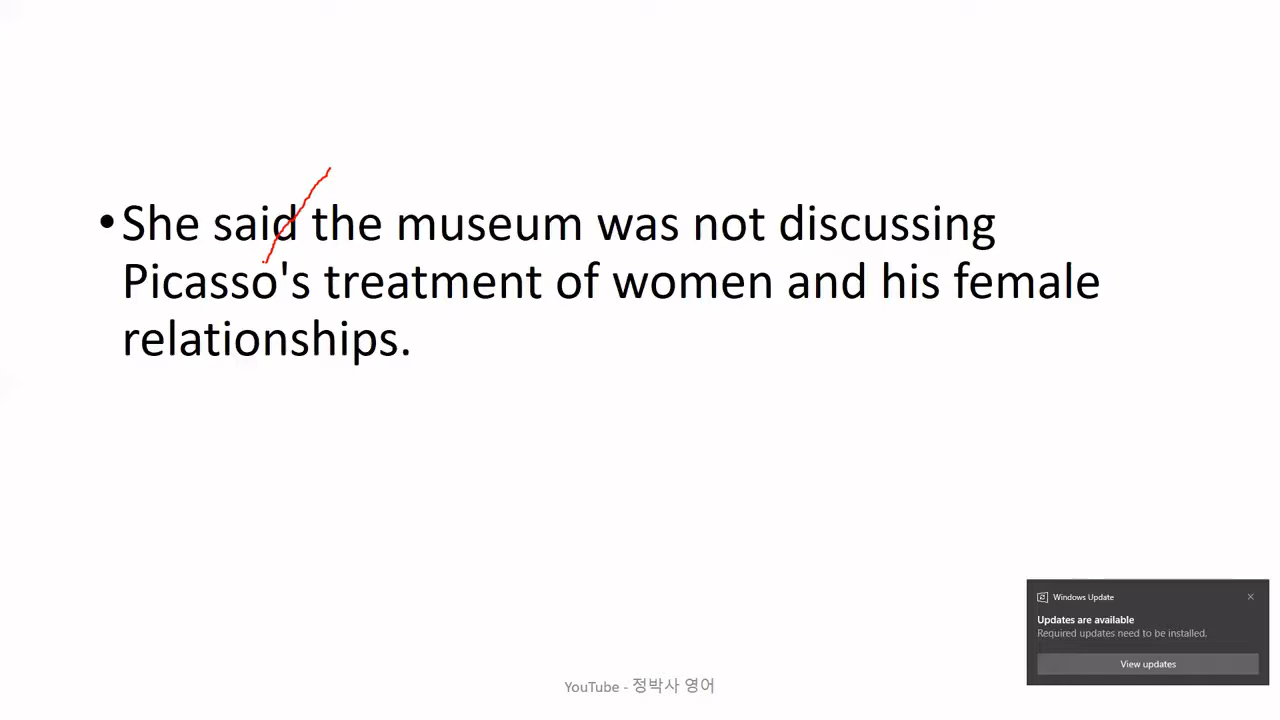 •She said the museum was not discussing
Picasso's treatment of women and his female
relationships.
Windows Update
Updates are available
Required updates need to be installed.
View updates
YouTube - 정박사 영어